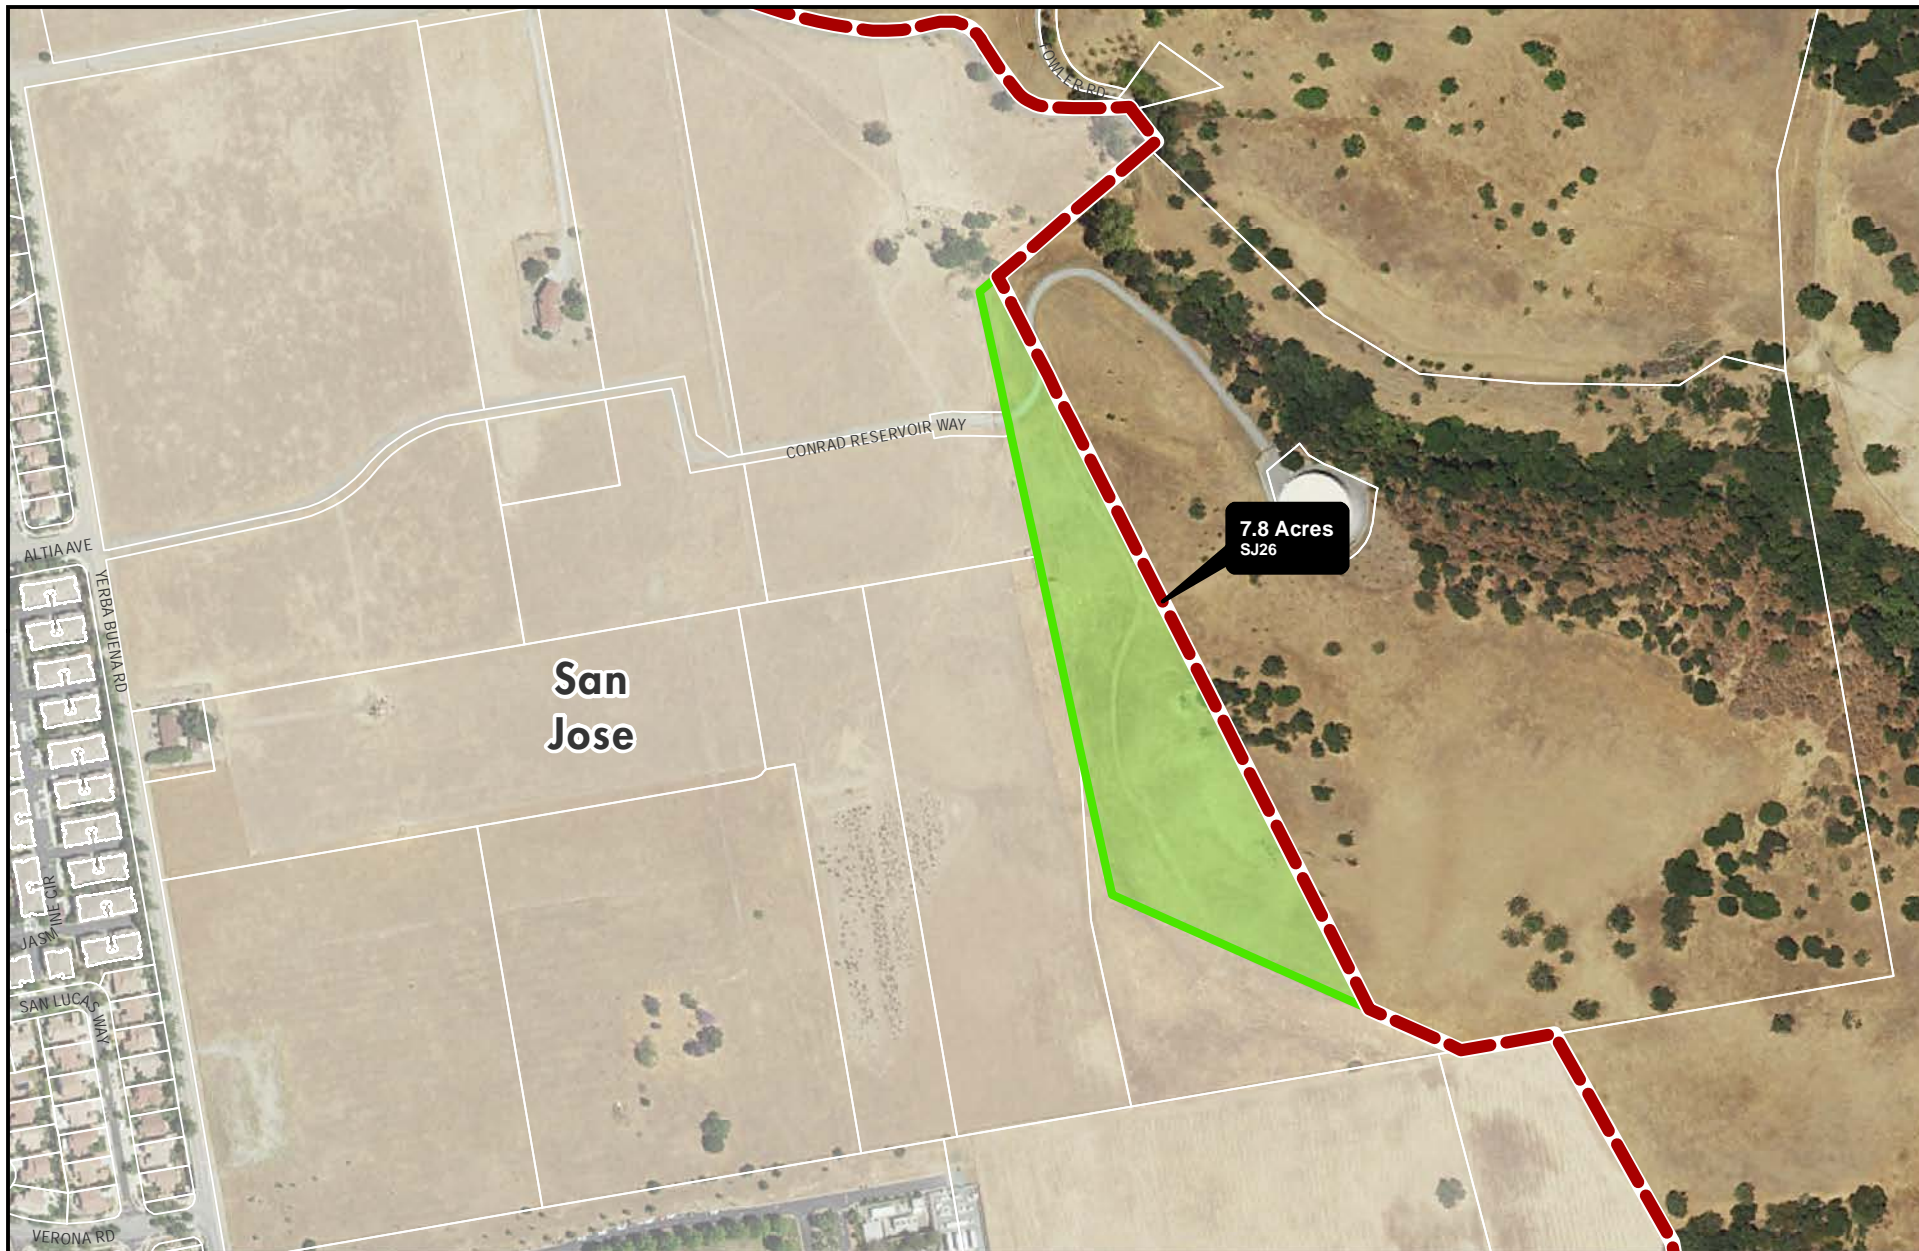 FOWLER RD
CONRAD RESERVOIR WAY
7.8 Acres
SJ26
ALTIA AVE
YERBA BUENA RD
San
Jose
JASMINE CIR
SAN LUCAS WAY
VERONA RD